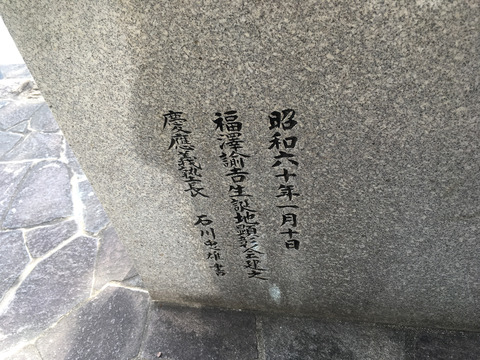 昭和六十年一月十日
福澤諭吉生誕地顕彰会建之
慶應義塾長 石川忠雄書